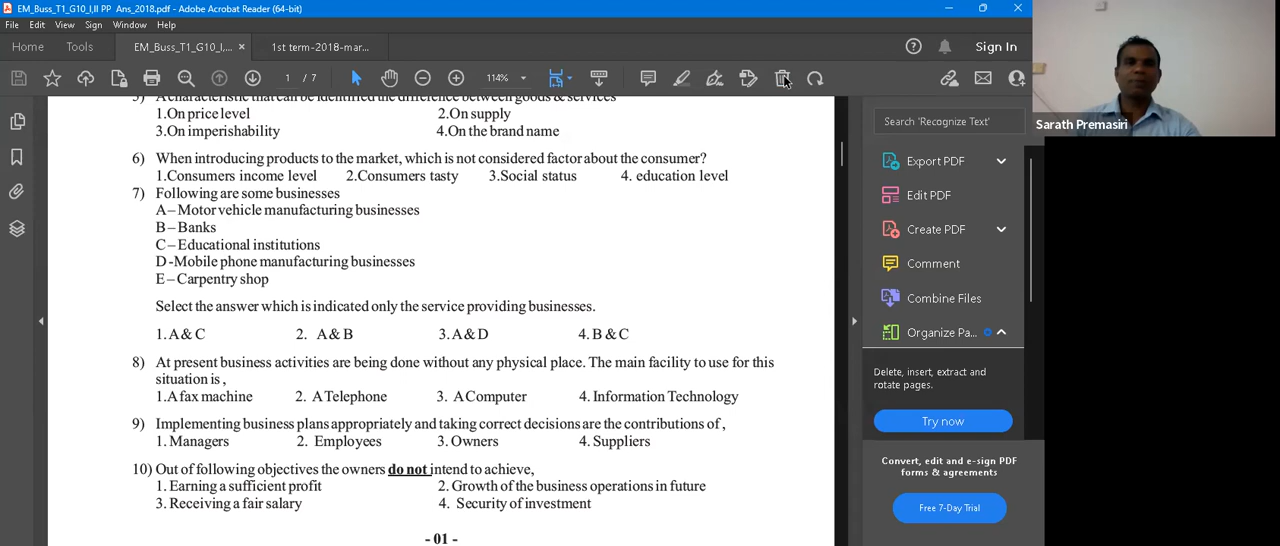 EM_Buss_T1_G10_I,II PP Ans_2018.pdf - Adobe Acrobat Reader (64-bit)
File Edit View Sign Window Help
Home Tools EM_Buss_T1_G10_I,... × 1st term-2018-mar... Sign In
1 / 7 114%
5) A characteristic that can be identified the difference between goods & services
1.On price level 2.On supply
3.On imperishability 4.On the brand name
6) When introducing products to the market, which is not considered factor about the consumer?
1.Consumers income level 2.Consumers tasty 3.Social status 4. education level
7) Following are some businesses
A – Motor vehicle manufacturing businesses
B – Banks
C – Educational institutions
D -Mobile phone manufacturing businesses
E – Carpentry shop
Select the answer which is indicated only the service providing businesses.
1.A & C 2. A & B 3.A & D 4. B & C
8) At present business activities are being done without any physical place. The main facility to use for this
situation is ,
1.A fax machine 2. A Telephone 3. A Computer 4. Information Technology
9) Implementing business plans appropriately and taking correct decisions are the contributions of ,
1. Managers 2. Employees 3. Owners 4. Suppliers
10) Out of following objectives the owners do not intend to achieve,
1. Earning a sufficient profit 2. Growth of the business operations in future
3. Receiving a fair salary 4. Security of investment
- 01 -
Search 'Recognize Text'
Export PDF
Edit PDF
Create PDF
Comment
Combine Files
Organize Pa...
Delete, insert, extract and
rotate pages.
Try now
Convert, edit and e-sign PDF
forms & agreements
Free 7-Day Trial
Sarath Premasiri